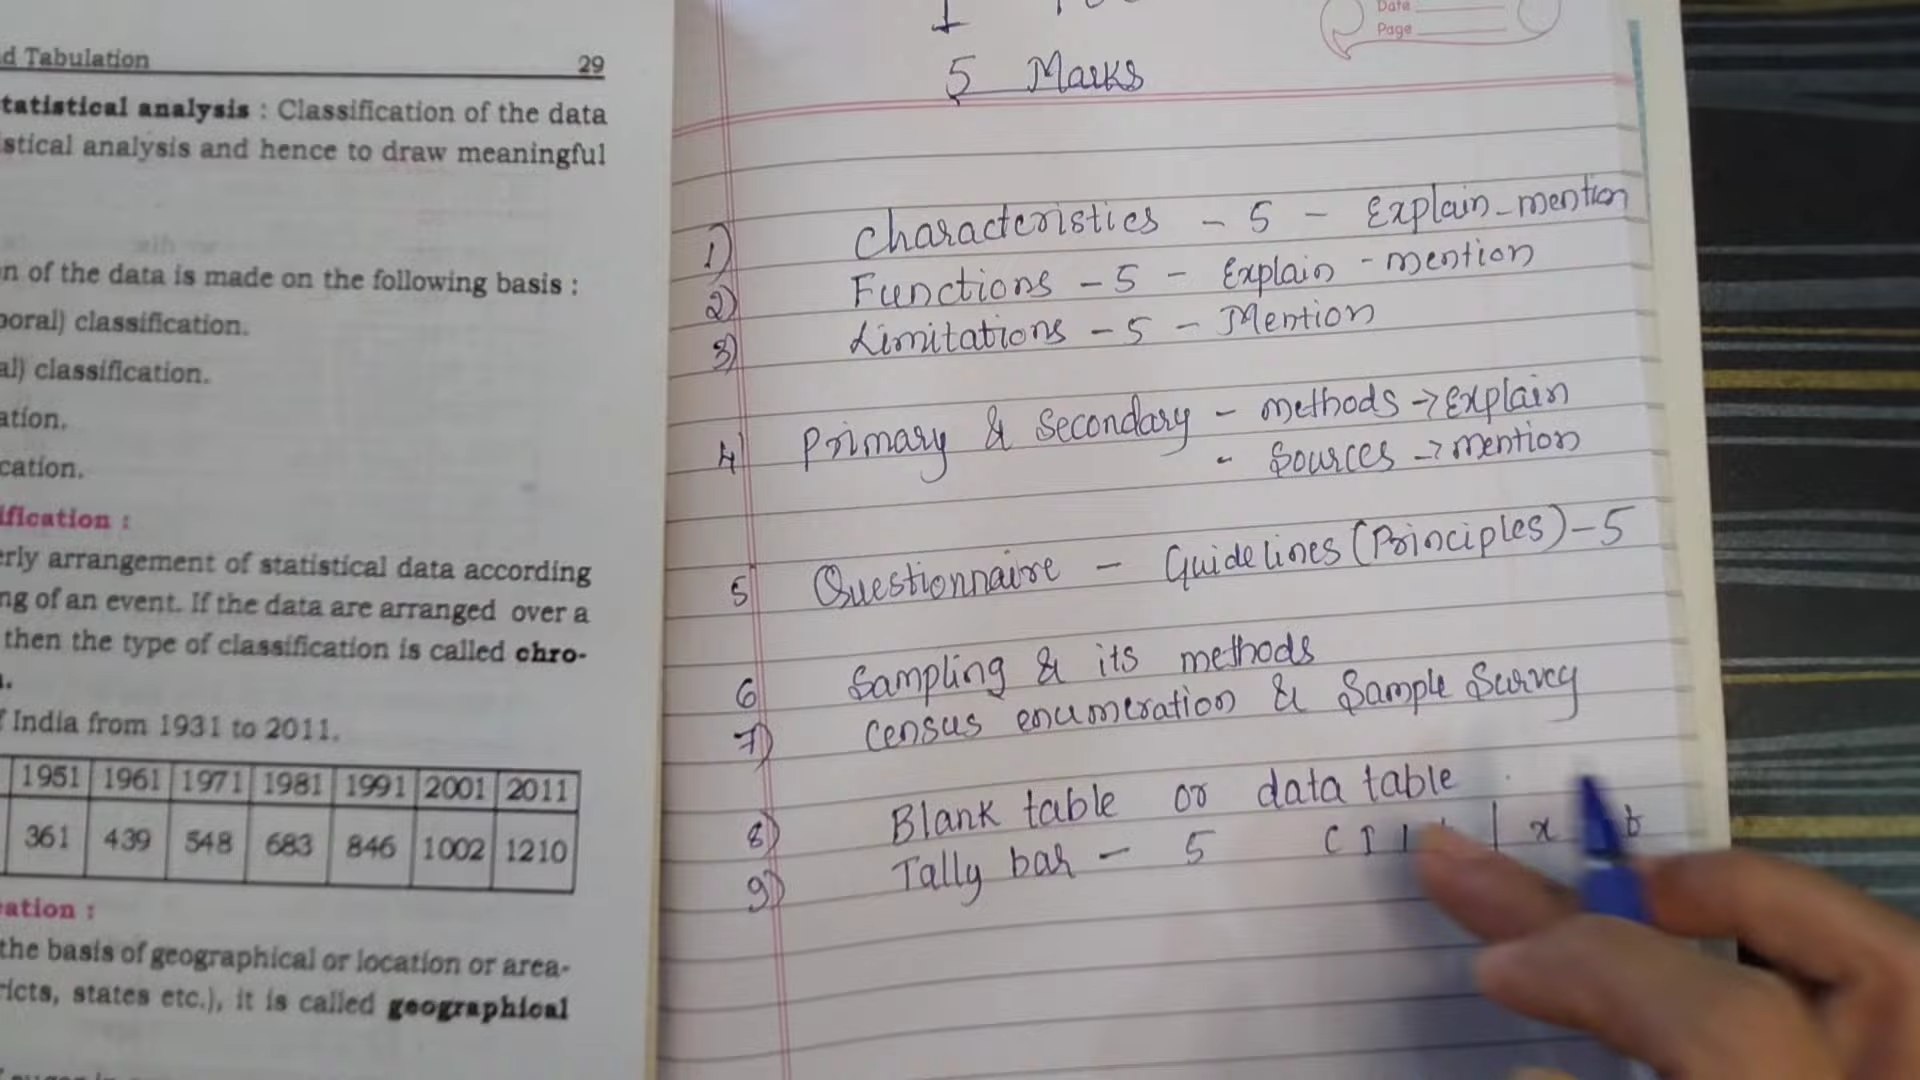 d Tabulation 29
tatistical analysis : Classification of the data
stical analysis and hence to draw meaningful
n of the data is made on the following basis :
poral) classification.
al) classification.
ation.
cation.
ification :
erly arrangement of statistical data according
ng of an event. If the data are arranged over a
then the type of classification is called chro-
India from 1931 to 2011.
1951 1961 1971 1981 1991 2001 2011
361 439 548 683 846 1002 1210
ation :
the basis of geographical or location or area-
ricts, states etc.), it is called geographical
Date
Page
5 Marks
1) Characteristics - 5 - Explain - mention
2) Functions - 5 - Explain - mention
3) Limitations - 5 - Mention
4) Primary & Secondary - methods → Explain
- Sources → mention
5 Questionnaire - Guidelines (Principles) - 5
6 Sampling & its methods
7) Census enumeration & Sample Survey
8) Blank table or data table
9) Tally bar - 5 C I x